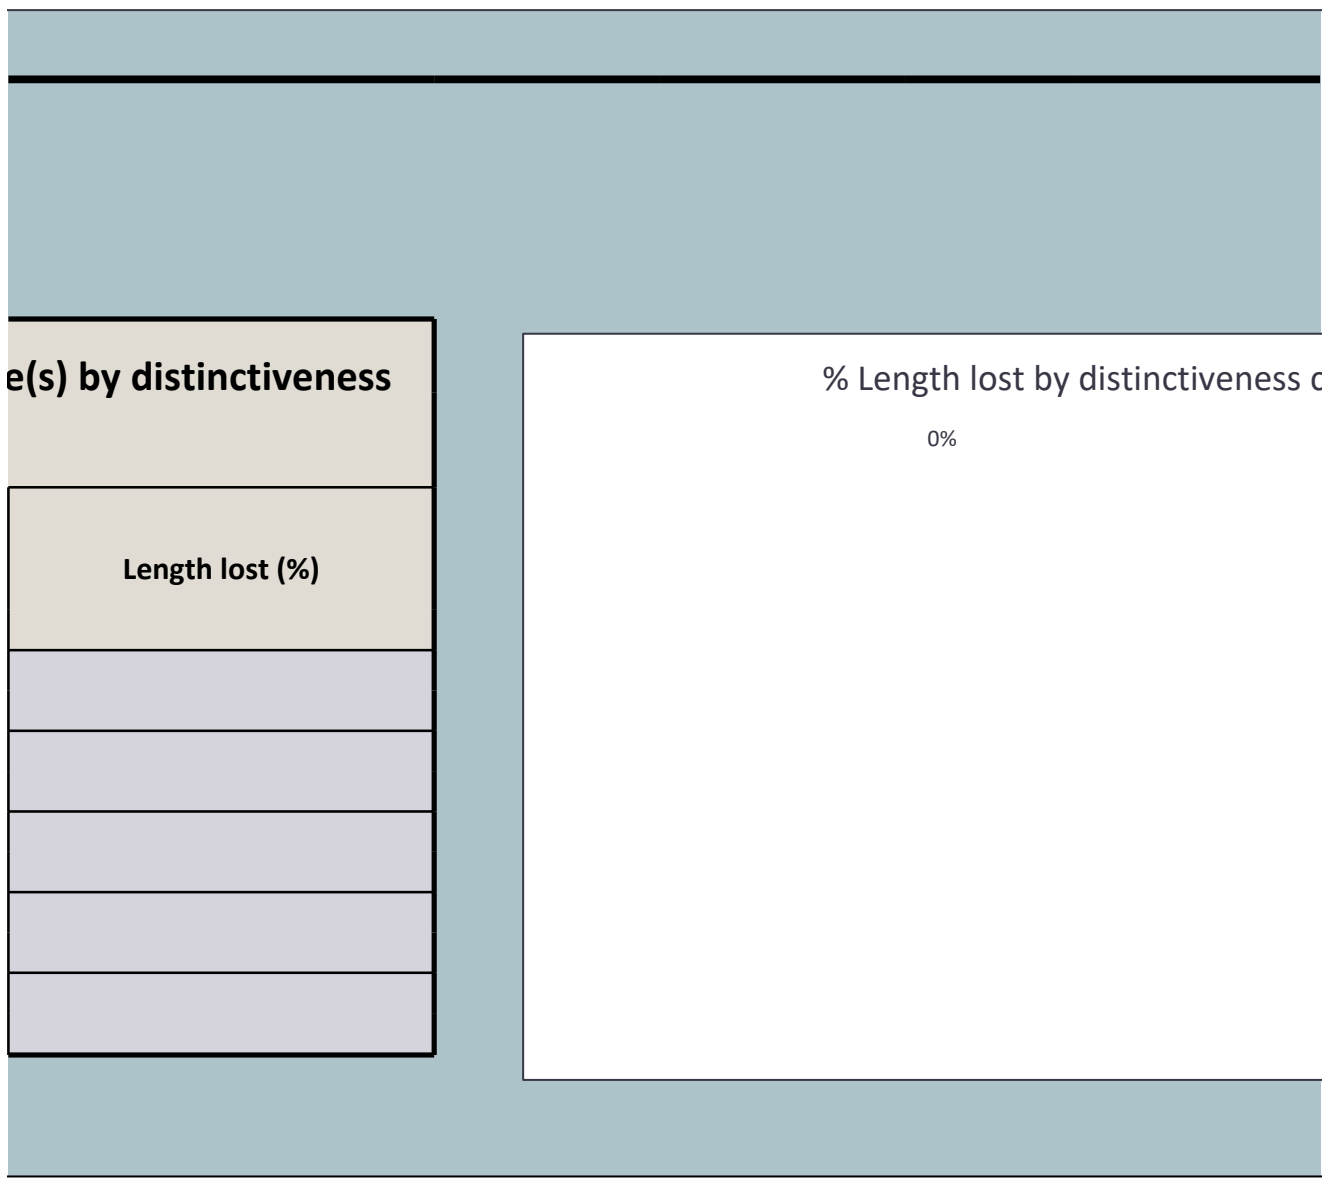 e(s) by distinctiveness
Length lost (%)
% Length lost by distinctiveness c
0%